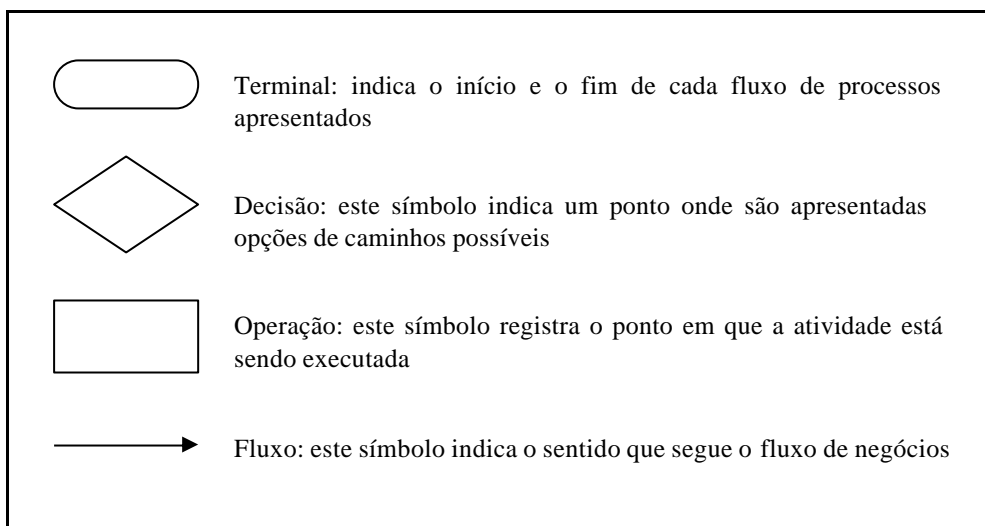 Terminal: indica o início e o fim de cada fluxo de processos
apresentados
Decisão: este símbolo indica um ponto onde são apresentadas
opções de caminhos possíveis
Operação: este símbolo registra o ponto em que a atividade está
sendo executada
Fluxo: este símbolo indica o sentido que segue o fluxo de negócios